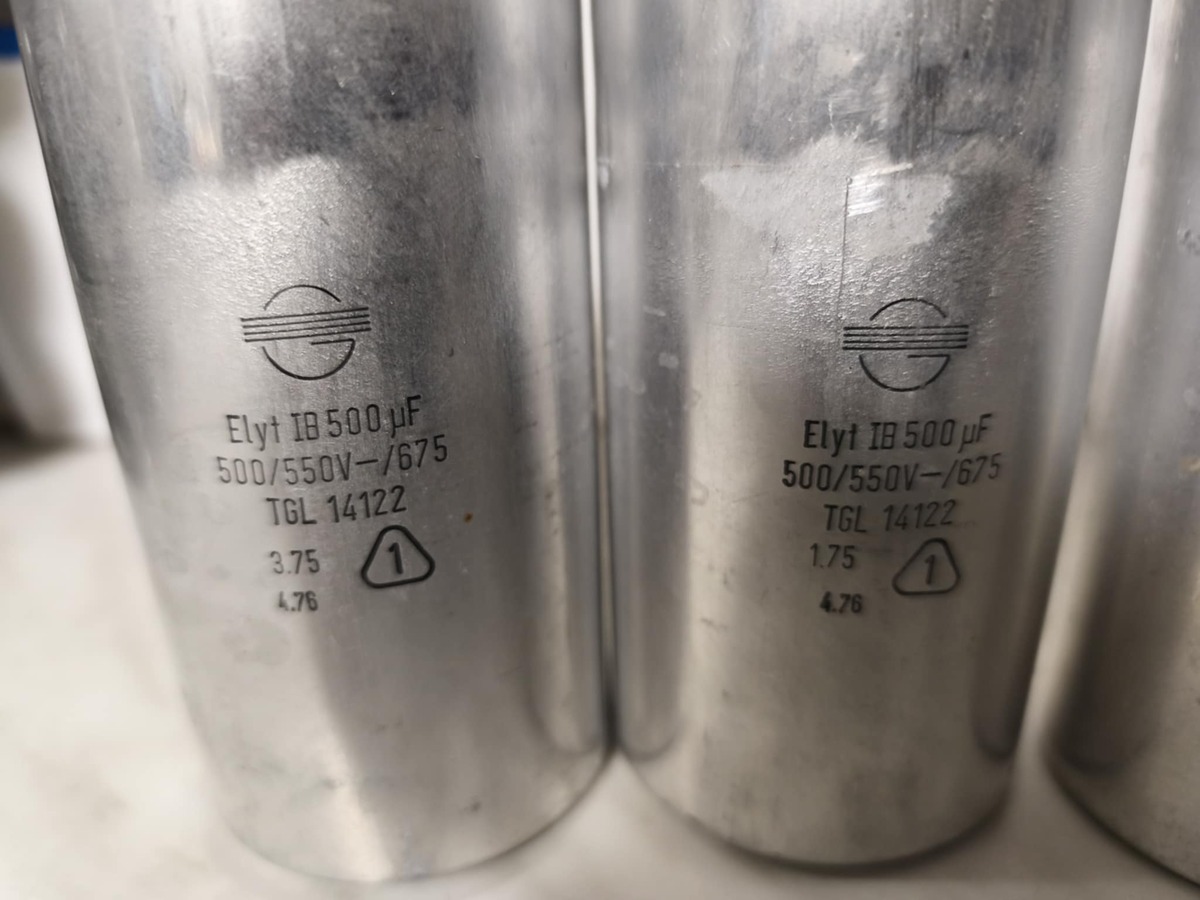 Elyt IB 500 µF
500/550V—/675
TGL 14122
3.75 1
4.76
Elyt IB 500 µF
500/550V—/675
TGL 14122
1.75 1
4.76